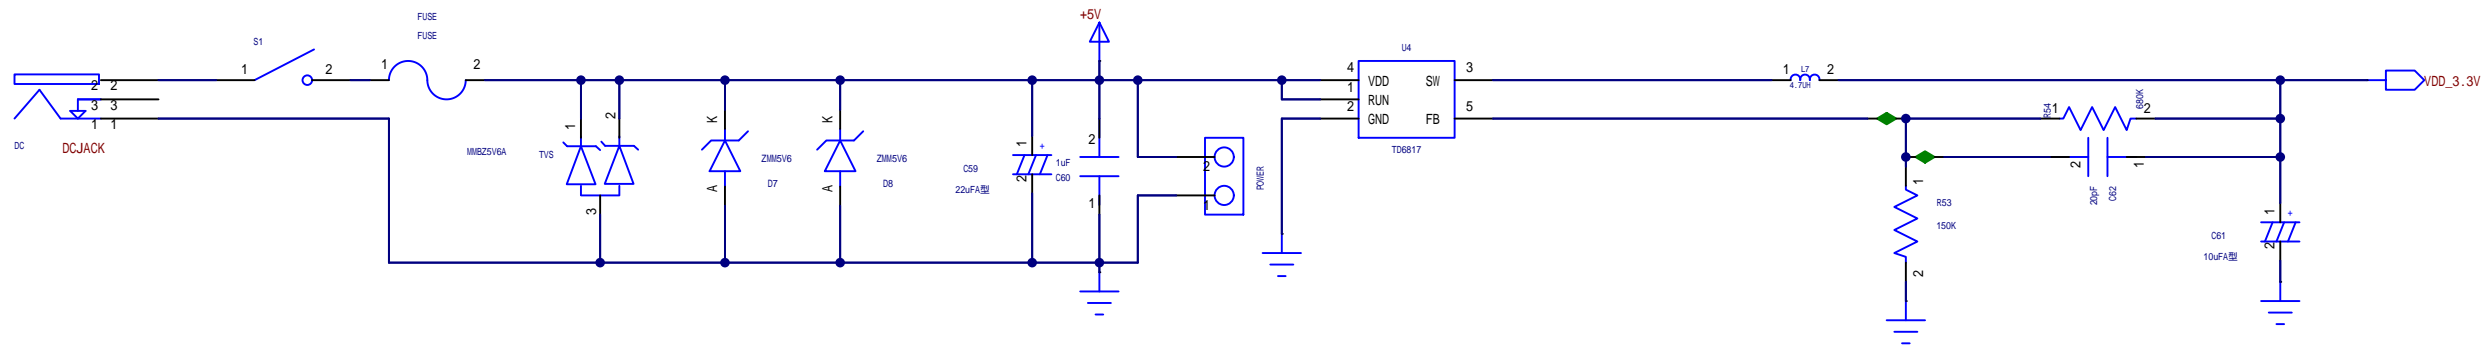 FUSE
FUSE
S1
1
2
1
2
2
2
3
3
1
1
DC
DCJACK
MMBZ5V6A
TVS
1
2
3
K
A
ZMM5V6
D7
K
A
ZMM5V6
D8
C59
22uFA型
1
+
2
+5V
2
1uF
C60
1
2
1
POWER
U4
4
VDD
SW
3
1
RUN
2
GND
FB
5
TD6817
1
L7
2
4.7UH
R54
1
680K
2
2
1
20pF
C62
1
R53
150K
2
C61
10uFA型
1
+
2
VDD_3.3V